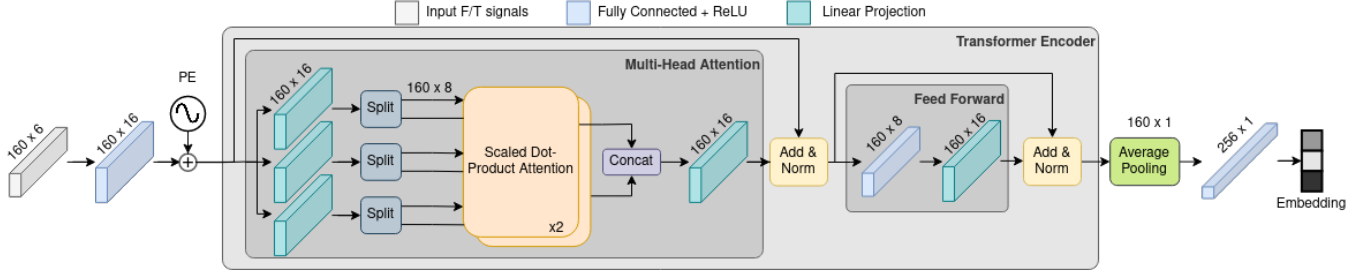 Input F/T signals
Fully Connected + ReLU
Linear Projection
Transformer Encoder
Multi-Head Attention
Feed Forward
PE
160 x 6
160 x 16
160 x 16
Split
Split
Split
160 x 8
Scaled Dot-
Product Attention
x2
Concat
160 x 16
Add &
Norm
160 x 8
160 x 16
Add &
Norm
160 x 1
Average
Pooling
256 x 1
Embedding